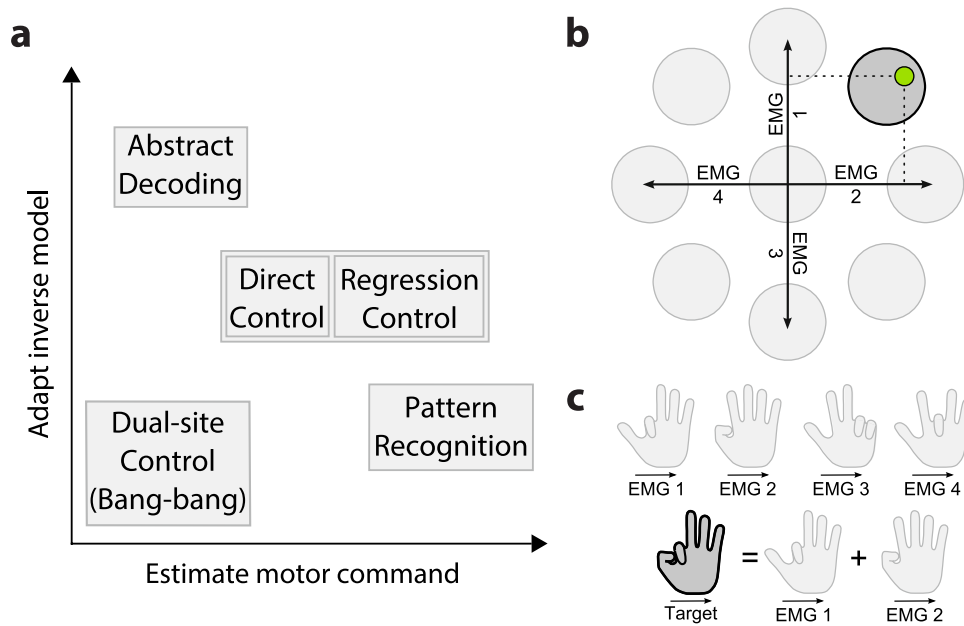 a
Adapt inverse model
Abstract
Decoding
Direct
Control
Regression
Control
Dual-site
Control
(Bang-bang)
Pattern
Recognition
Estimate motor command
b
EMG
1
EMG
4
EMG
2
EMG
3
c
EMG 1
EMG 2
EMG 3
EMG 4
=
+
Target
EMG 1
EMG 2